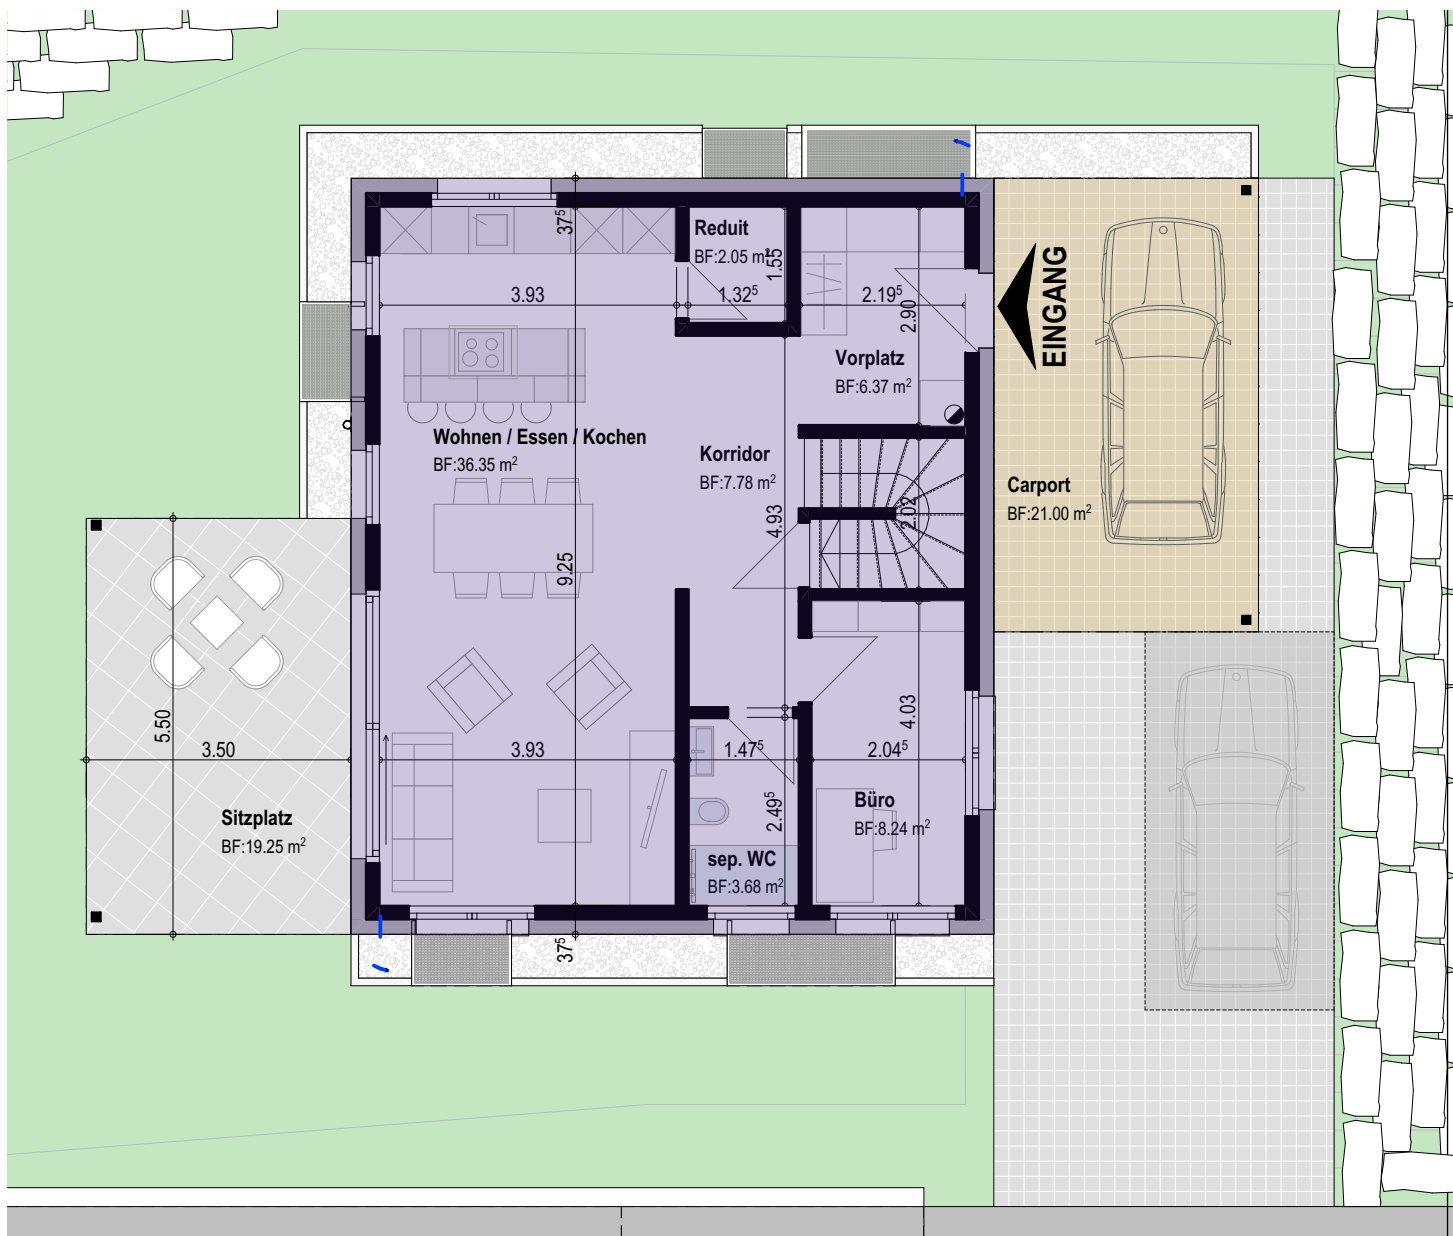 37⁵
Reduit
BF:2.05 m²
1.55
3.93
1.32⁵
2.19⁵
2.90
EINGANG
Vorplatz
BF:6.37 m²
Wohnen / Essen / Kochen
BF:36.35 m²
Korridor
BF:7.78 m²
Carport
BF:21.00 m²
2.02
4.93
9.25
5.50
3.50
3.93
1.47⁵
4.03
2.04⁵
2.49⁵
Büro
BF:8.24 m²
Sitzplatz
BF:19.25 m²
sep. WC
BF:3.68 m²
37⁵